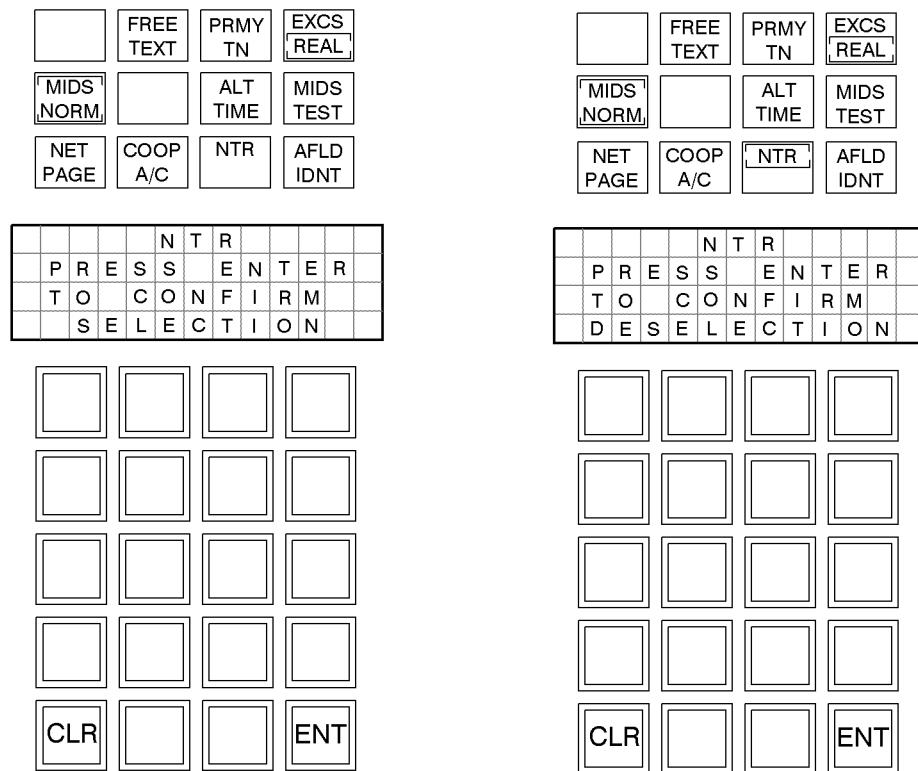 FREE TEXT
PRMY TN
EXCS REAL
MIDS NORM
ALT TIME
MIDS TEST
NET PAGE
COOP A/C
NTR
AFLD IDNT
NTR
PRESS ENTER
TO CONFIRM
SELECTION
CLR
ENT
FREE TEXT
PRMY TN
EXCS REAL
MIDS NORM
ALT TIME
MIDS TEST
NET PAGE
COOP A/C
NTR
AFLD IDNT
NTR
PRESS ENTER
TO CONFIRM
DESELECTION
CLR
ENT